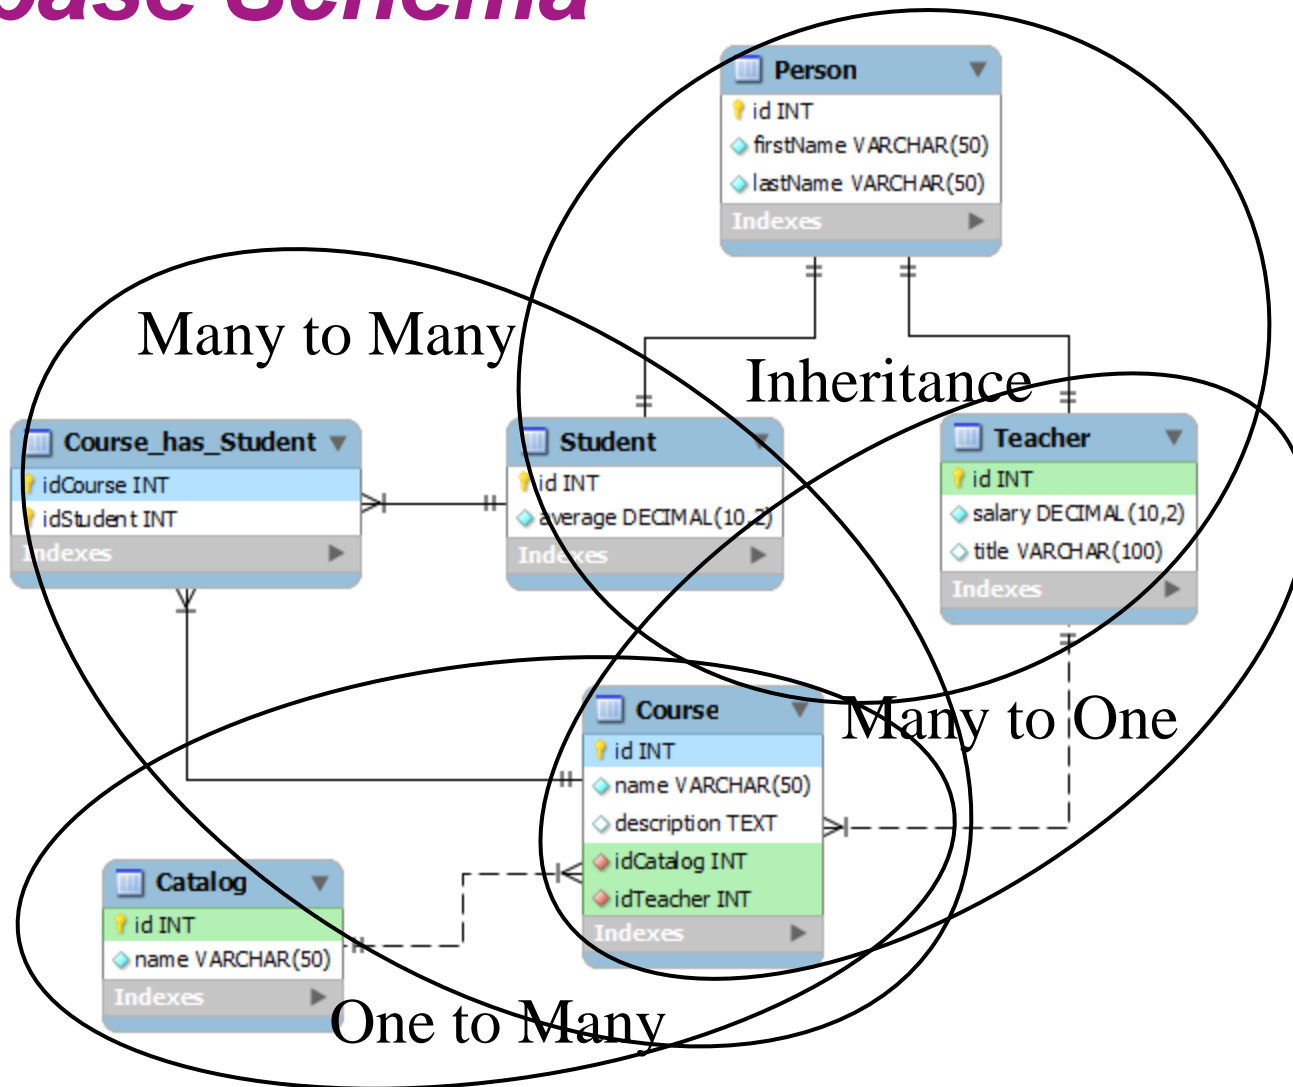 base Schema
Person
id INT
firstName VARCHAR(50)
lastName VARCHAR(50)
Indexes
Many to Many
Inheritance
Course_has_Student
idCourse INT
idStudent INT
Indexes
Student
id INT
average DECIMAL(10,2)
Indexes
Teacher
id INT
salary DECIMAL(10,2)
title VARCHAR(100)
Indexes
Many to One
Course
id INT
name VARCHAR(50)
description TEXT
idCatalog INT
idTeacher INT
Indexes
Catalog
id INT
name VARCHAR(50)
Indexes
One to Many